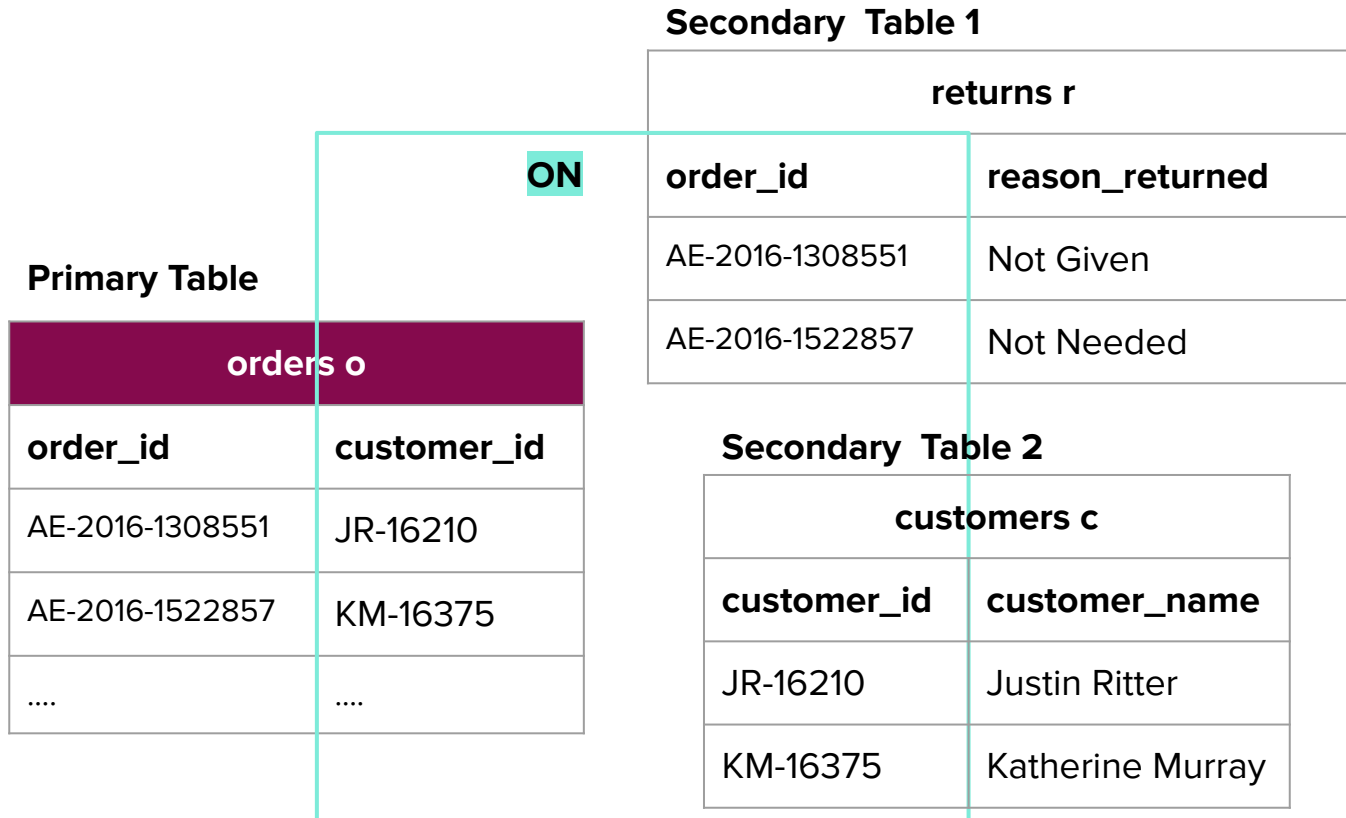 Secondary  Table 1
returns r
ON
order_id reason_returned
AE-2016-1308551 Not Given
AE-2016-1522857 Not Needed
Primary Table
orders o
order_id customer_id
AE-2016-1308551 JR-16210
AE-2016-1522857 KM-16375
.... ....
Secondary  Table 2
customers c
customer_id customer_name
JR-16210 Justin Ritter
KM-16375 Katherine Murray